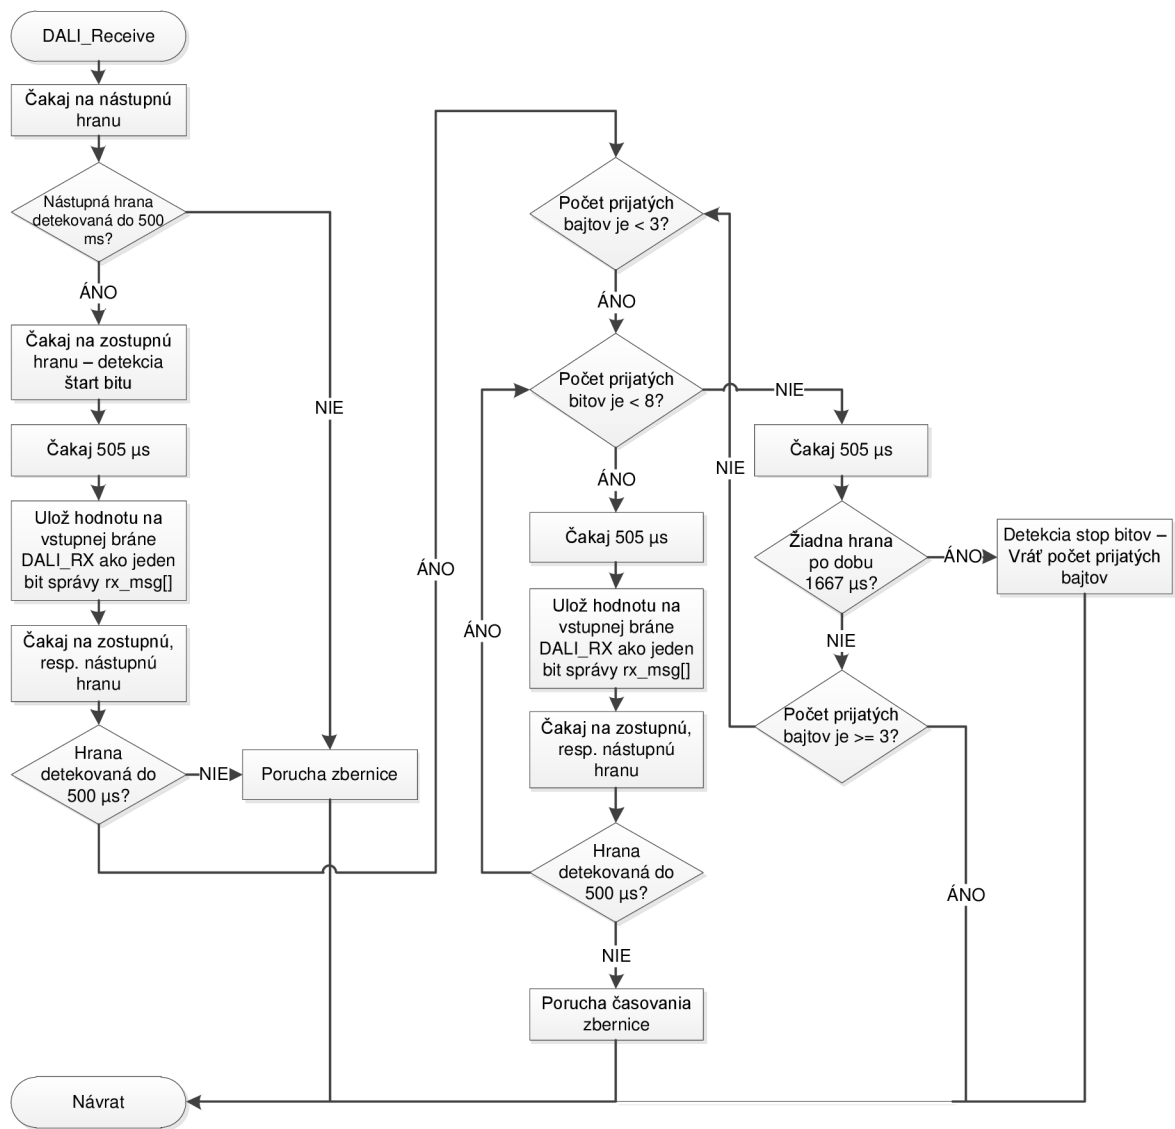 DALI_Receive
Čakaj na nástupnú
hranu
Nástupná hrana
detekovaná do 500
ms?
NIE
ÁNO
Čakaj na zostupnú
hranu – detekcia
štart bitu
Čakaj 505 µs
Ulož hodnotu na
vstupnej bráne
DALI_RX ako jeden
bit správy rx_msg[]
Čakaj na zostupnú,
resp. nástupnú
hranu
Hrana
detekovaná do
500 µs?
NIE
Porucha zbernice
ÁNO
Počet prijatých
bajtov je < 3?
ÁNO
Počet prijatých
bitov je < 8?
NIE
ÁNO
Čakaj 505 µs
Ulož hodnotu na
vstupnej bráne
DALI_RX ako jeden
bit správy rx_msg[]
Čakaj na zostupnú,
resp. nástupnú
hranu
Hrana
detekovaná do
500 µs?
ÁNO
NIE
Porucha časovania
zbernice
Čakaj 505 µs
Žiadna hrana
po dobu
1667 µs?
ÁNO
Detekcia stop bitov –
Vráť počet prijatých
bajtov
NIE
Počet prijatých
bajtov je >= 3?
NIE
ÁNO
Návrat